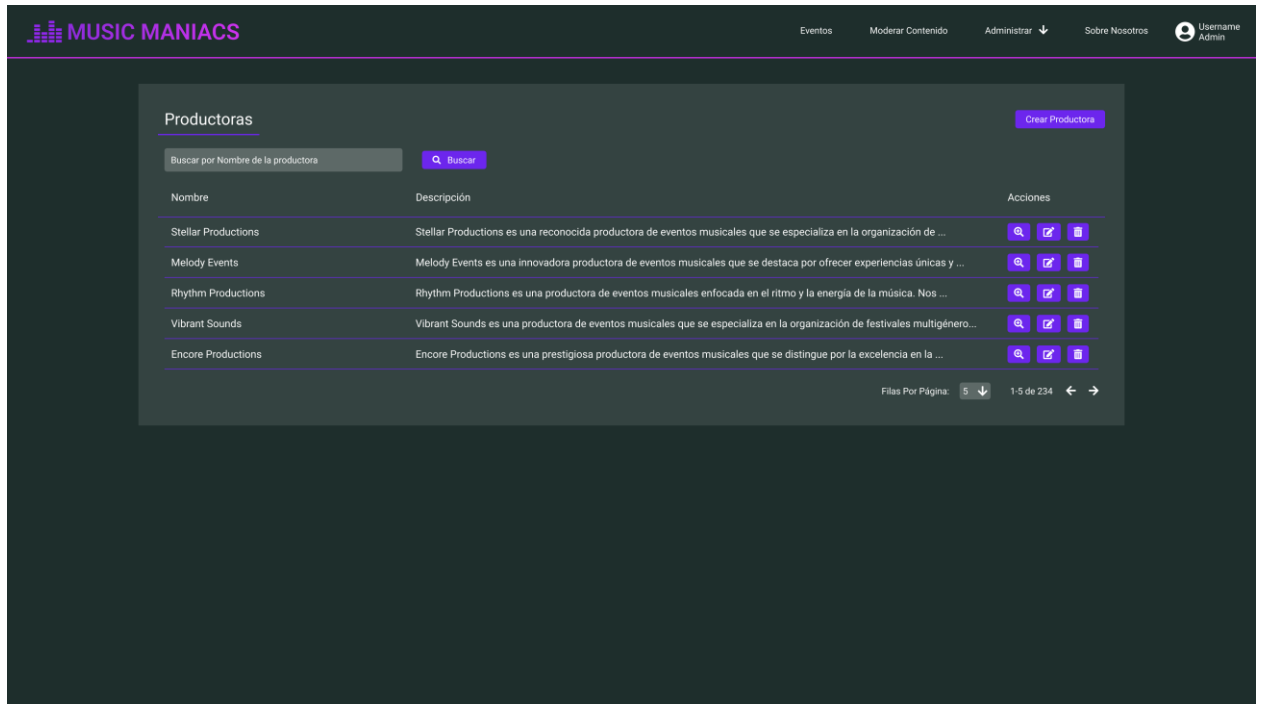 MUSIC MANIACS
Eventos
Moderar Contenido
Administrar
Sobre Nosotros
Username
Admin
Productoras
Crear Productora
Buscar por Nombre de la productora
Buscar
Nombre Descripción Acciones
Stellar Productions Stellar Productions es una reconocida productora de eventos musicales que se especializa en la organización de ...
Melody Events Melody Events es una innovadora productora de eventos musicales que se destaca por ofrecer experiencias únicas y ...
Rhythm Productions Rhythm Productions es una productora de eventos musicales enfocada en el ritmo y la energía de la música. Nos ...
Vibrant Sounds Vibrant Sounds es una productora de eventos musicales que se especializa en la organización de festivales multigénero...
Encore Productions Encore Productions es una prestigiosa productora de eventos musicales que se distingue por la excelencia en la ...
Filas Por Página: 5 1-5 de 234